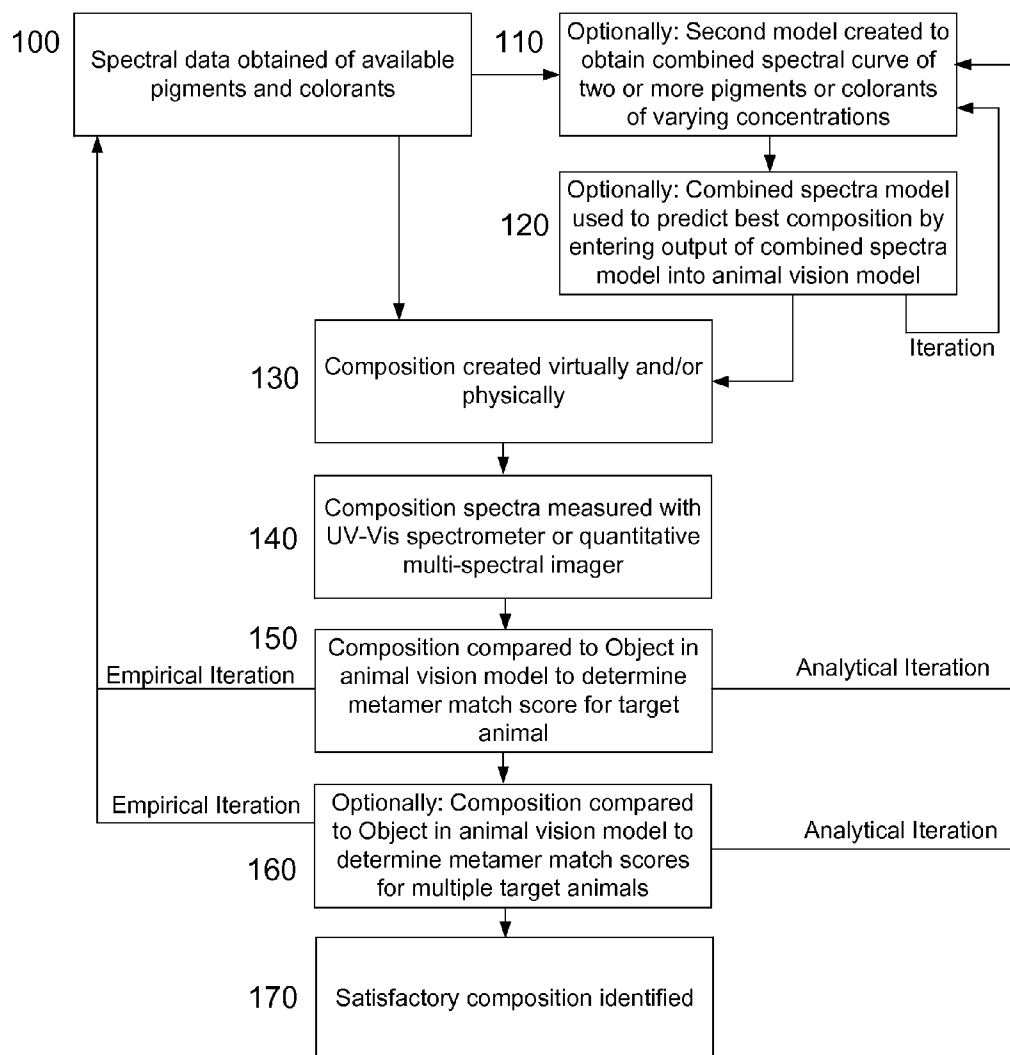 100
Spectral data obtained of available
pigments and colorants
110
Optionally: Second model created to
obtain combined spectral curve of
two or more pigments or colorants
of varying concentrations
120
Optionally: Combined spectra model
used to predict best composition by
entering output of combined spectra
model into animal vision model
Iteration
130
Composition created virtually and/or
physically
140
Composition spectra measured with
UV-Vis spectrometer or quantitative
multi-spectral imager
150
Composition compared to Object in
animal vision model to determine
metamer match score for target
animal
Empirical Iteration
Analytical Iteration
160
Optionally: Composition compared
to Object in animal vision model to
determine metamer match scores
for multiple target animals
Empirical Iteration
Analytical Iteration
170
Satisfactory composition identified